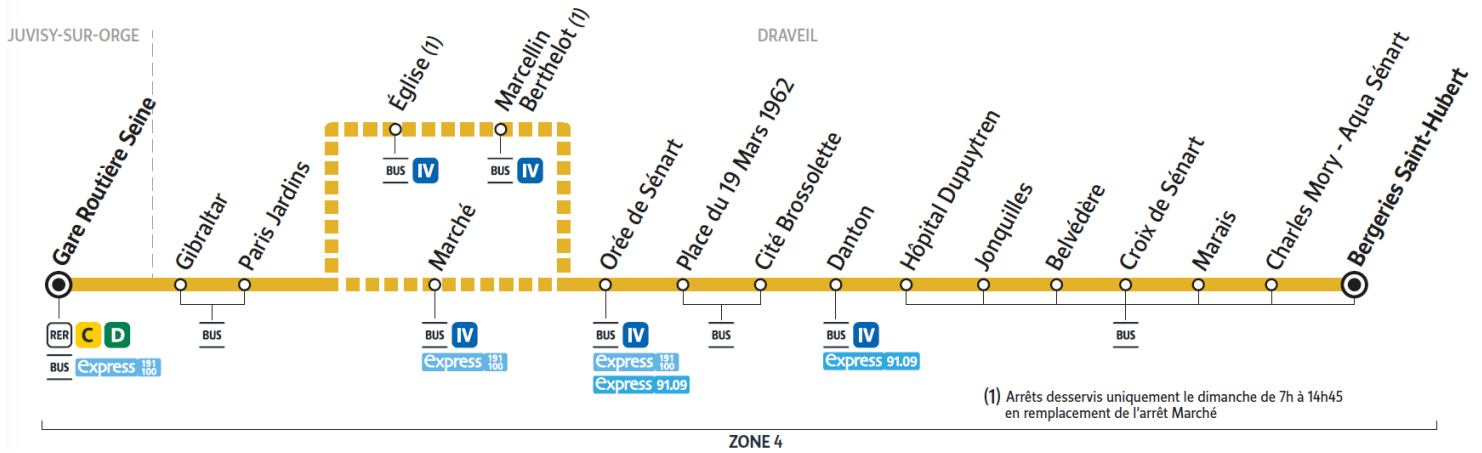 JUVISY-SUR-ORGE
DRAVEIL
Gare Routière Seine
Gibraltar
Paris Jardins
Église (1)
Marcellin
Berthelot (1)
Marché
Orée de Sénart
Place du 19 Mars 1962
Cité Brossolette
Danton
Hôpital Dupuytren
Jonquilles
Belvédère
Croix de Sénart
Marais
Charles Mory - Aqua Sénart
Bergeries Saint-Hubert
BUS IV
BUS IV
RER C D
BUS express 191 100
BUS
BUS IV
express 191 100
BUS IV
express 191 100
express 91.09
BUS
BUS IV
express 91.09
BUS
(1) Arrêts desservis uniquement le dimanche de 7h à 14h45
en remplacement de l'arrêt Marché
ZONE 4